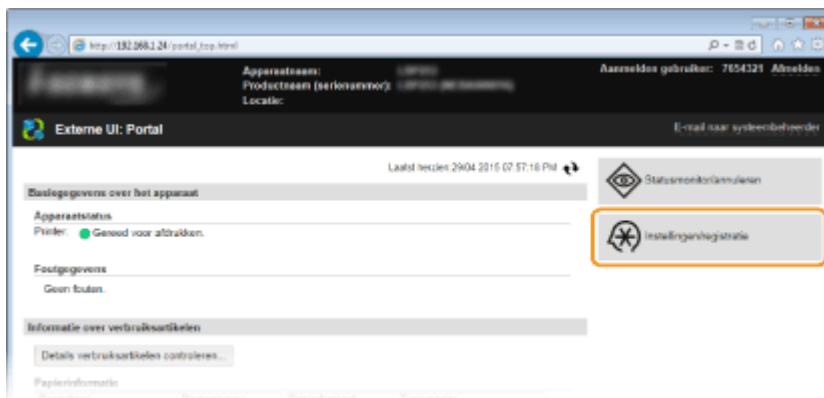 http://192.168.1.24/portal_top.html
Apparaatnaam:
Productnaam (serienummer):
Locatie:
Aanmelden gebruiker: 7654321 Afmelden
Externe UI: Portal
E-mail naar systeembeheerder
Laatst herzien: 29/04 2015 07:57:18 PM
Basisgegevens over het apparaat
Apparaatstatus
Printer: Gereed voor afdrukken.
Foutgegevens
Geen fouten.
Informatie over verbruiksartikelen
Details verbruiksartikelen controleren...
Papierinformatie
Statusmonitor/annuleren
Instellingen/registratie